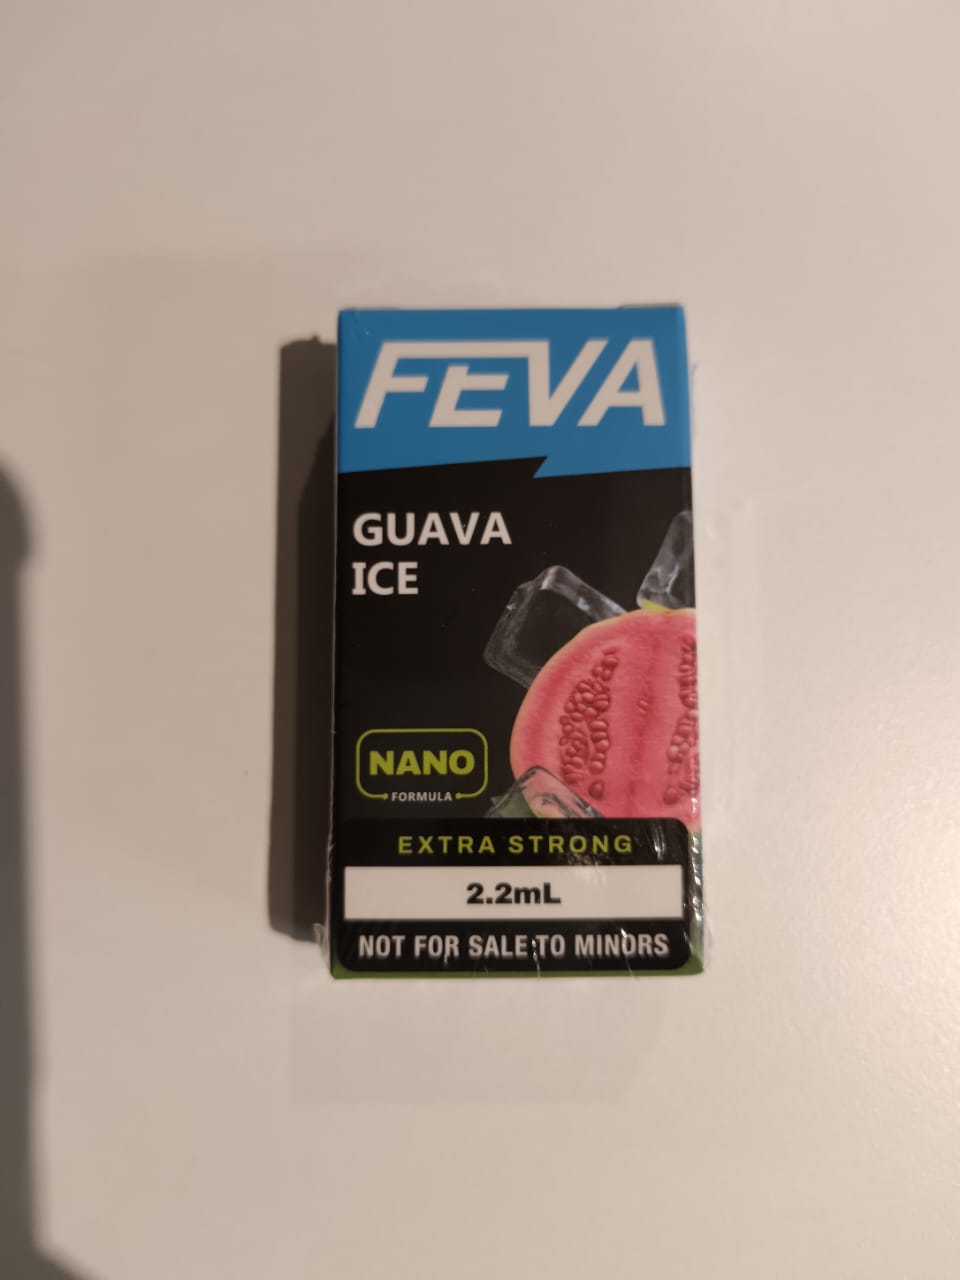 FEVA
GUAVA
ICE
NANO
FORMULA
EXTRA STRONG
2.2mL
NOT FOR SALE TO MINORS